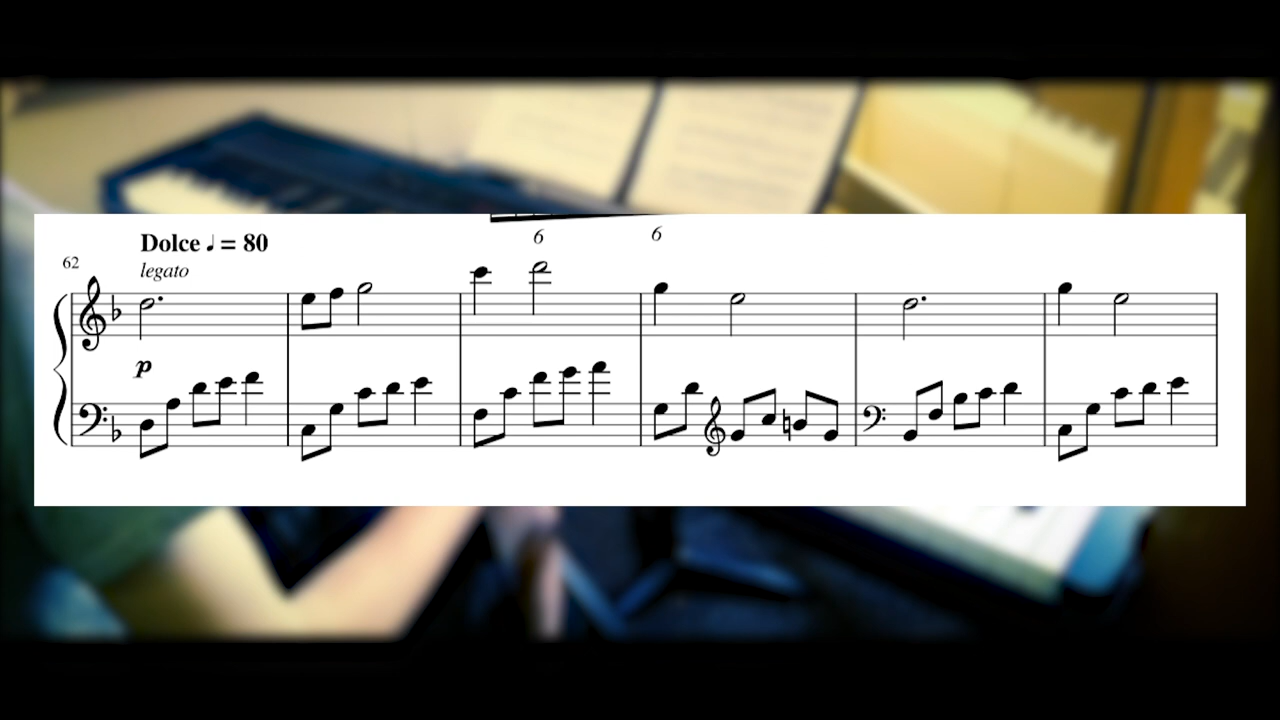 Dolce ♩ = 80
62
legato
6 6
p